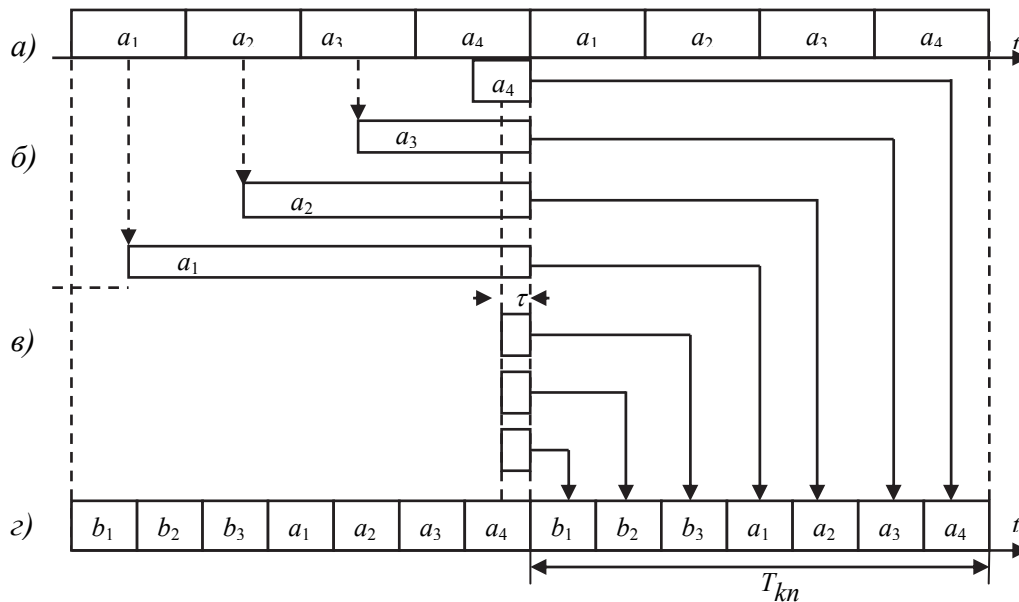 а) a1 a2 a3 a4 a1 a2 a3 a4 t
a4
б) a3
a2
a1
τ
в)
г) b1 b2 b3 a1 a2 a3 a4 b1 b2 b3 a1 a2 a3 a4 t
Tkn